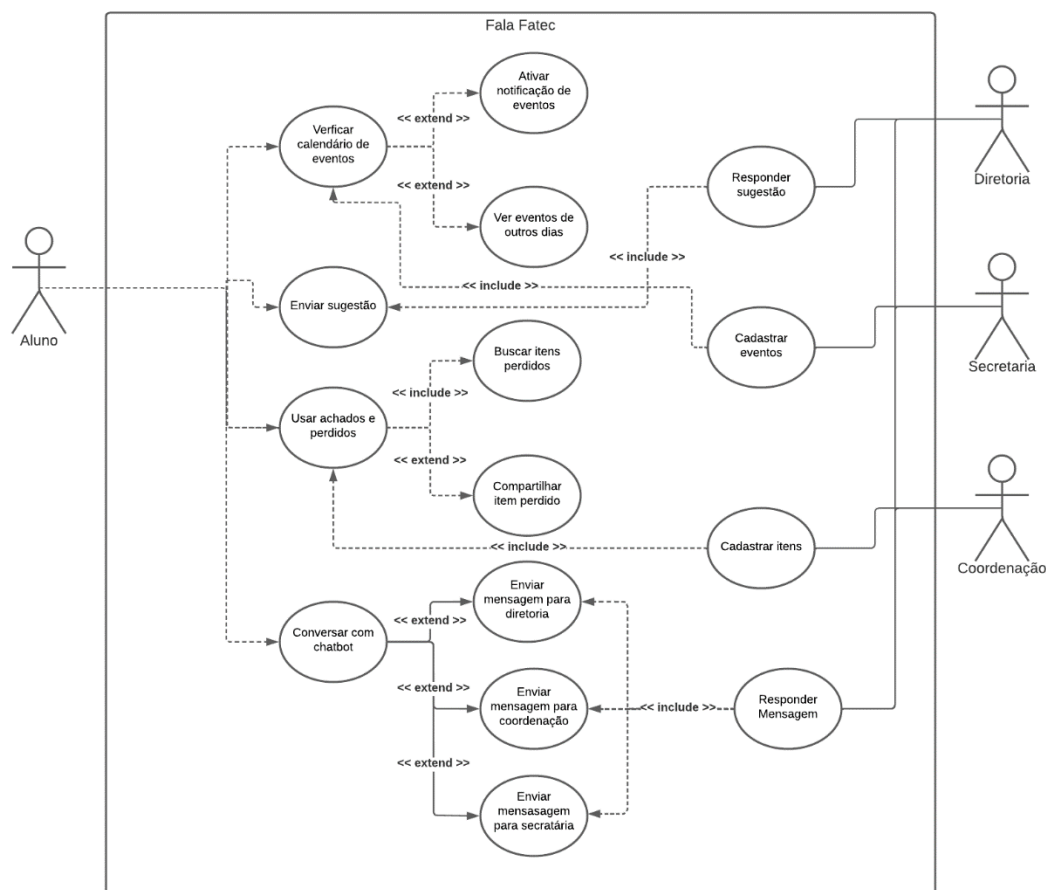 Fala Fatec
Ativar
notificação de
eventos
<< extend >>
Verficar
calendário de
eventos
<< extend >>
Ver eventos de
outros dias
Responder
sugestão
Diretoria
<< include >>
<< include >>
Aluno
Enviar sugestão
Cadastrar
eventos
Secretaria
Buscar itens
perdidos
<< include >>
Usar achados e
perdidos
<< extend >>
Compartilhar
item perdido
<< include >>
Cadastrar itens
Coordenação
Enviar
mensagem para
diretoria
<< extend >>
Conversar com
chatbot
<< extend >>
Enviar
mensagem para
coordenação
<< include >>
Responder
Mensagem
<< extend >>
Enviar
mensasagem
para secratária